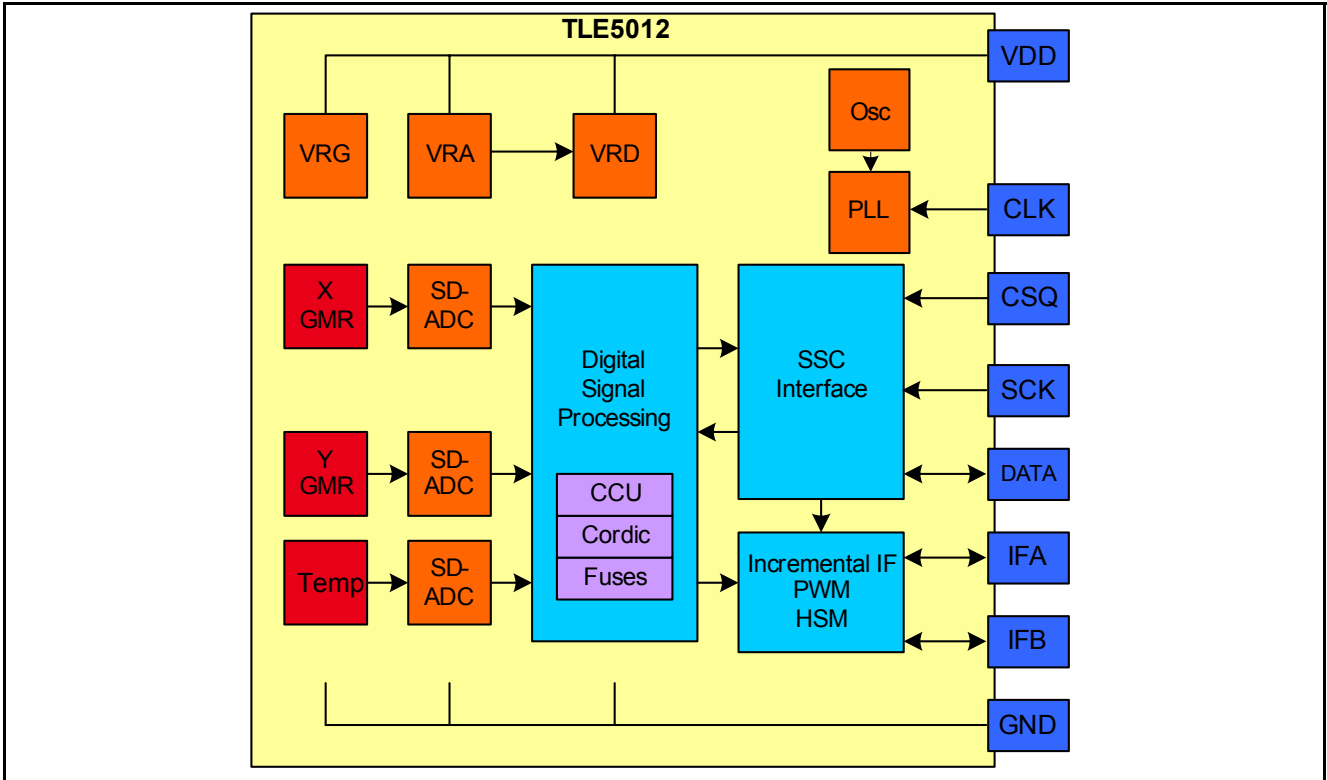 TLE5012
VDD
VRG
VRA
VRD
Osc
PLL
CLK
X
GMR
SD-
ADC
Digital
Signal
Processing
SSC
Interface
CSQ
SCK
DATA
Y
GMR
SD-
ADC
CCU
Cordic
Fuses
Temp
SD-
ADC
Incremental IF
PWM
HSM
IFA
IFB
GND